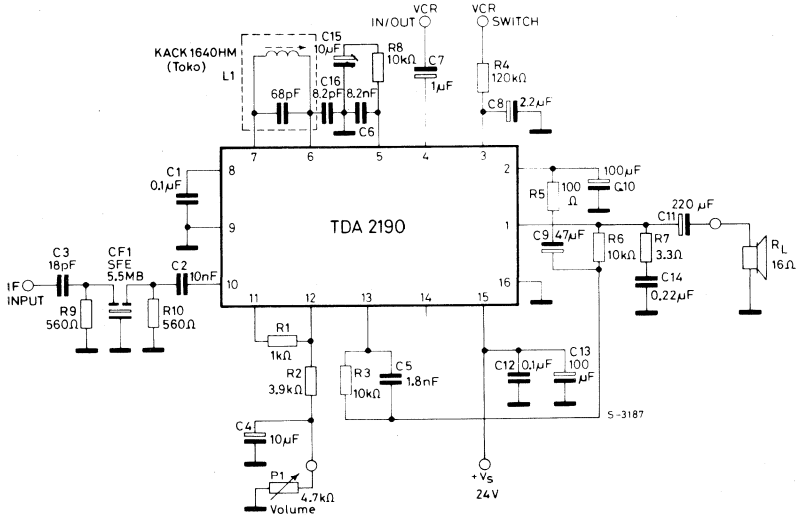 VCR
IN/OUT
VCR
SWITCH
KACK1640HM
(Toko)
L1
C15
10µF
R8
10kΩ
C7
1µF
R4
120kΩ
C8
2.2µF
68pF
C16
8.2pF
8.2nF
C6
7
6
5
4
3
C1
0.1µF
8
9
10
TDA 2190
2
1
16
R5
100
Ω
100µF
C10
C11
220 µF
C9
47µF
R6
10kΩ
R7
3.3Ω
C14
0.22µF
RL
16Ω
IF
INPUT
C3
18pF
CF1
SFE
5.5MB
C2
10nF
R9
560Ω
R10
560Ω
11
12
13
14
15
R1
1kΩ
R2
3.9kΩ
R3
10kΩ
C5
1.8nF
C12
0.1µF
C13
100
µF
S-3187
C4
10µF
P1
4.7kΩ
Volume
+Vs
24V